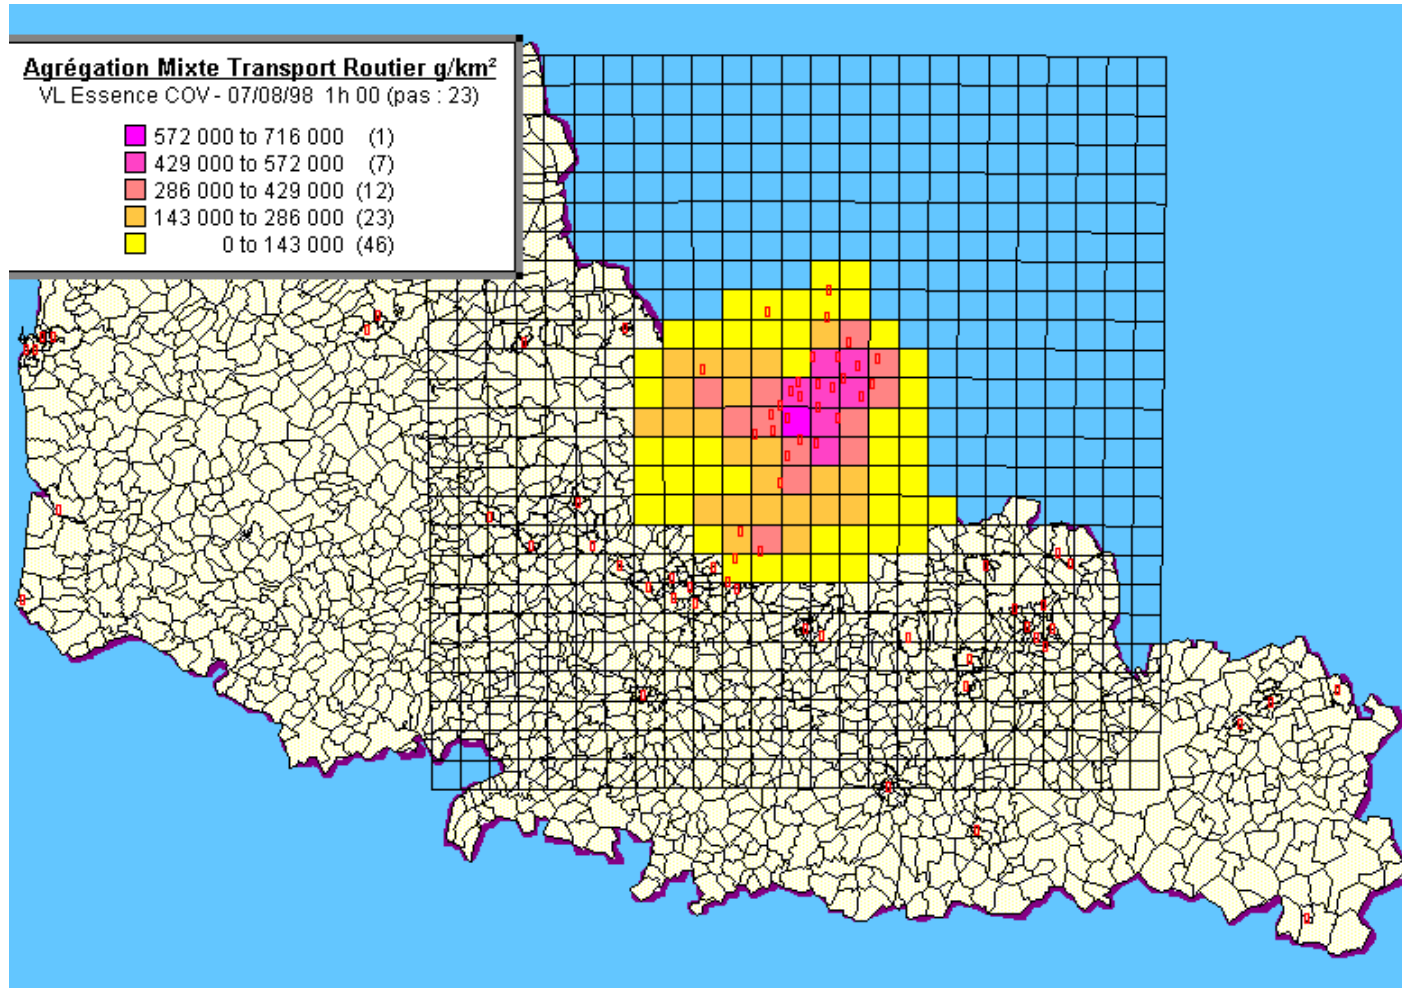 Agrégation Mixte Transport Routier g/km²
VL Essence COV - 07/08/98 1h 00 (pas : 23)
572 000 to 716 000 (1)
429 000 to 572 000 (7)
286 000 to 429 000 (12)
143 000 to 286 000 (23)
0 to 143 000 (46)